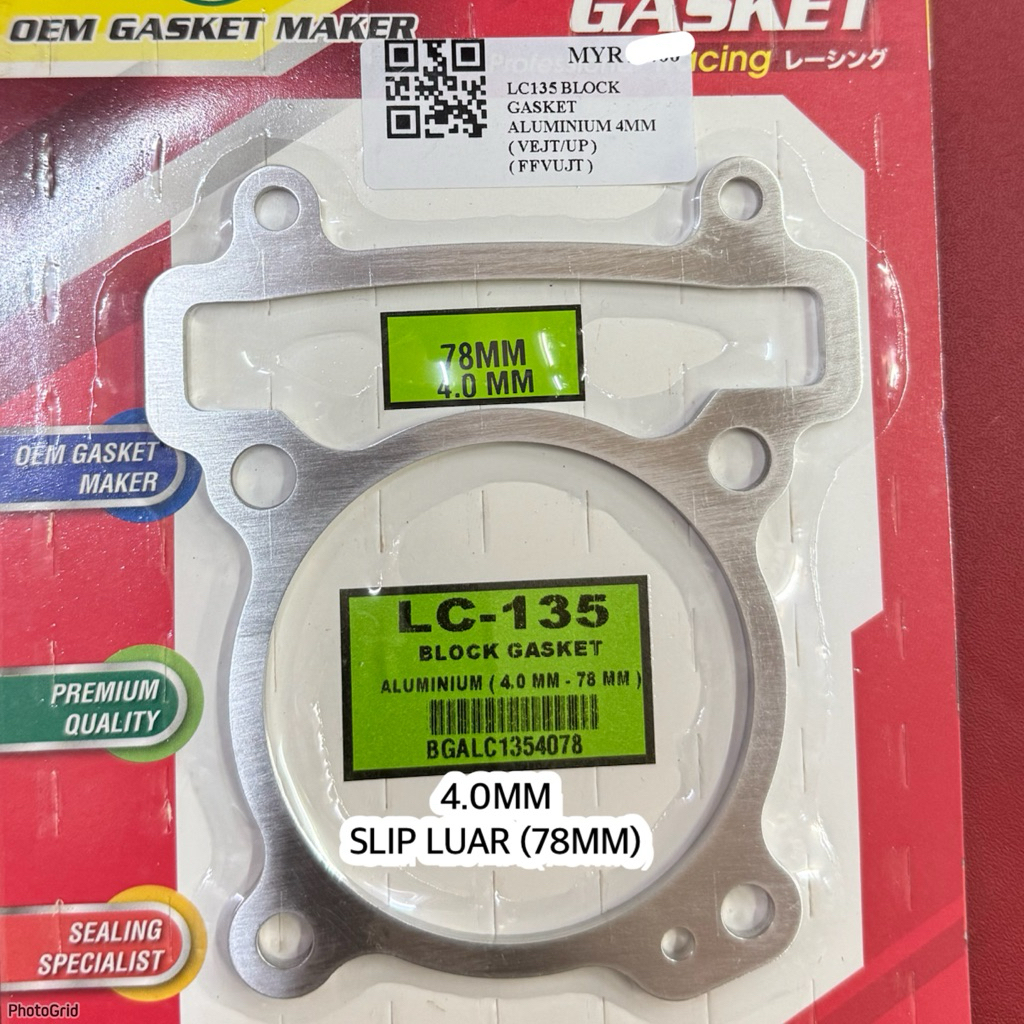 OEM GASKET MAKER
GASKET
Professional Racing レーシング
MYR
LC135 BLOCK
GASKET
ALUMINIUM 4MM
( VEJT/UP )
( FFVUJT )
78MM
4.0 MM
OEM GASKET
MAKER
LC-135
BLOCK GASKET
ALUMINIUM ( 4.0 MM - 78 MM )
BGALC1354078
PREMIUM
QUALITY
4.0MM
SLIP LUAR (78MM)
SEALING
SPECIALIST
PhotoGrid